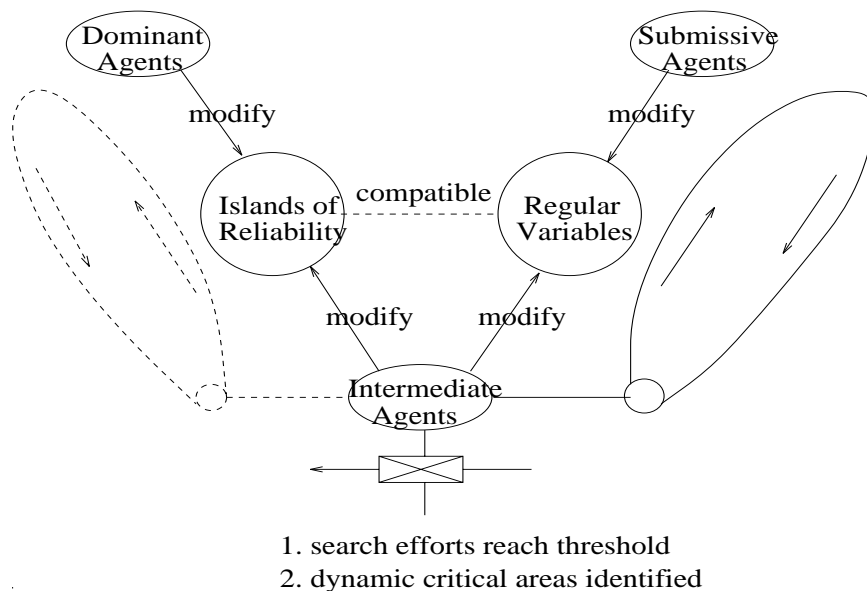 Dominant
Agents
Submissive
Agents
modify
modify
compatible
Islands of
Reliability
Regular
Variables
modify
modify
Intermediate
Agents
1. search efforts reach threshold
2. dynamic critical areas identified